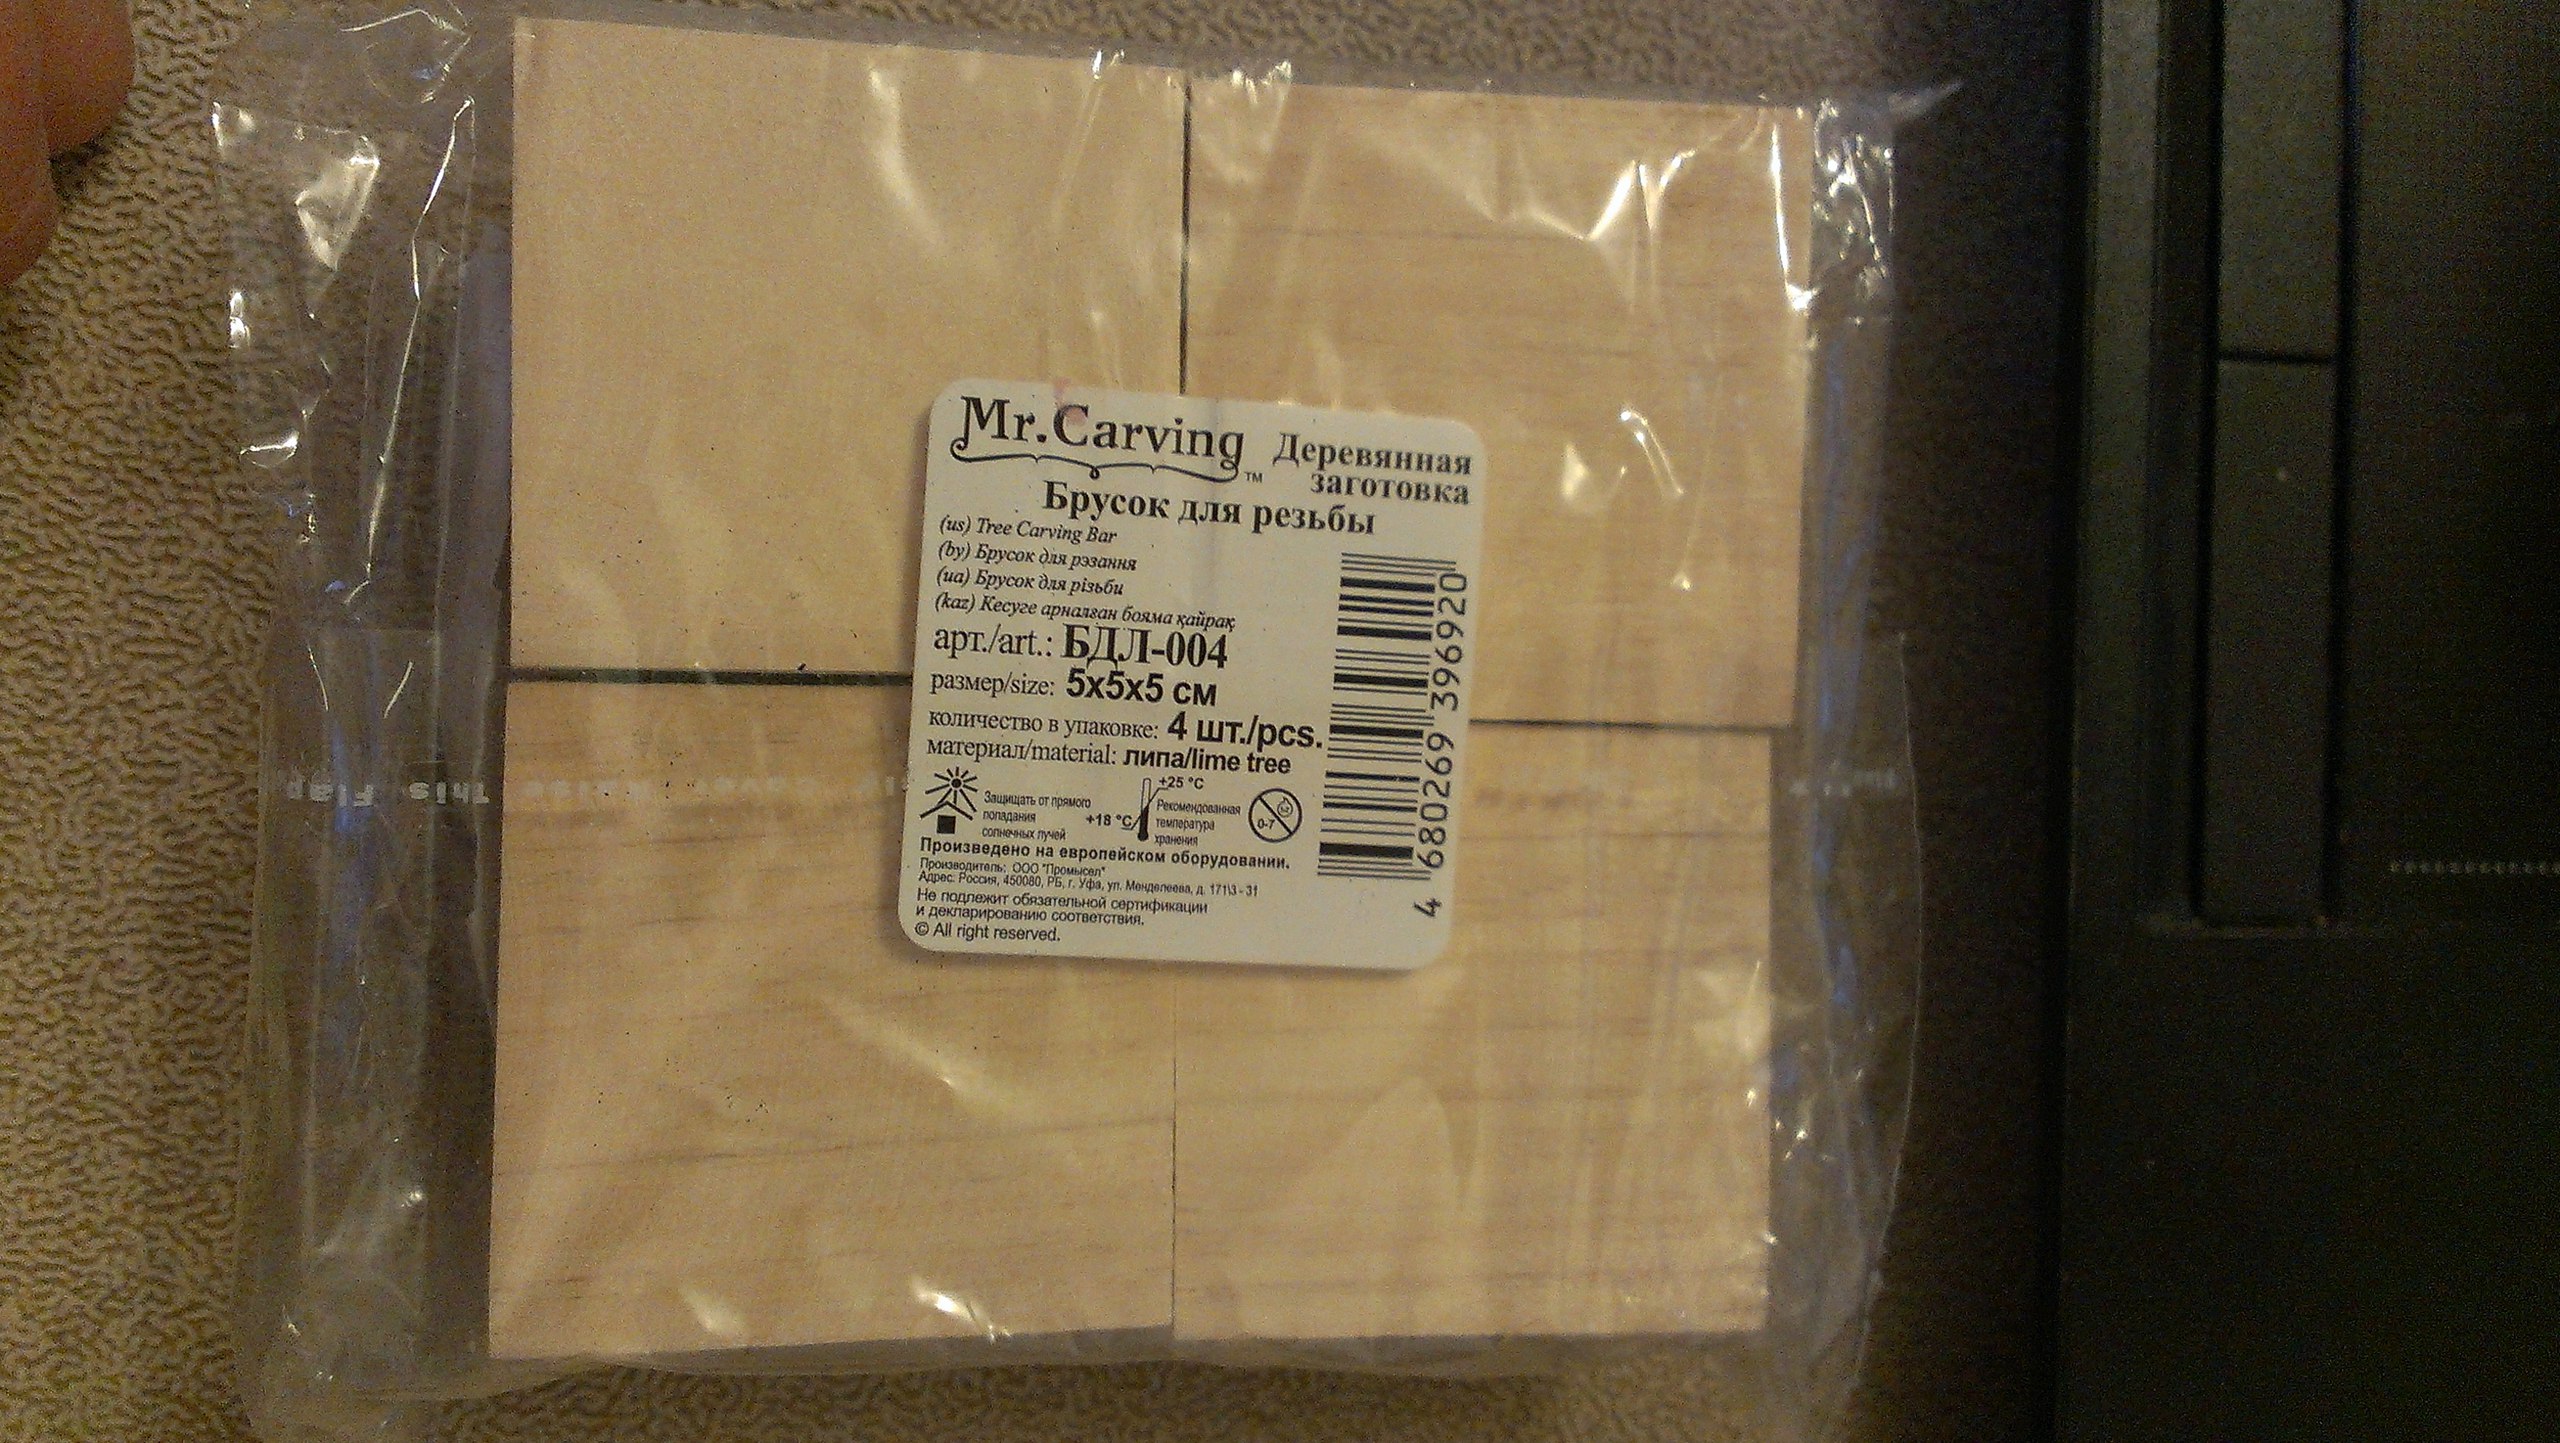 Mr.Carving™
Деревянная
заготовка
Брусок для резьбы
(us) Tree Carving Bar
(by) Брусок для рэзання
(ua) Брусок для різьби
(kaz) Кесуге арналған бояма қайрақ
арт./art.: БДЛ-004
размер/size: 5х5х5 см
количество в упаковке: 4 шт./pcs.
материал/material: липа/lime tree
Защищать от прямого
попадания
солнечных лучей
+25 °C
+18 °C
Рекомендованная
температура
хранения
0-7
Произведено на европейском оборудовании.
Производитель: ООО "Промысел"
Адрес: Россия, 450080, РБ, г. Уфа, ул. Менделеева, д. 171\3 - 31
Не подлежит обязательной сертификации
и декларированию соответствия.
© All right reserved.
4 680269 396920
This Flap